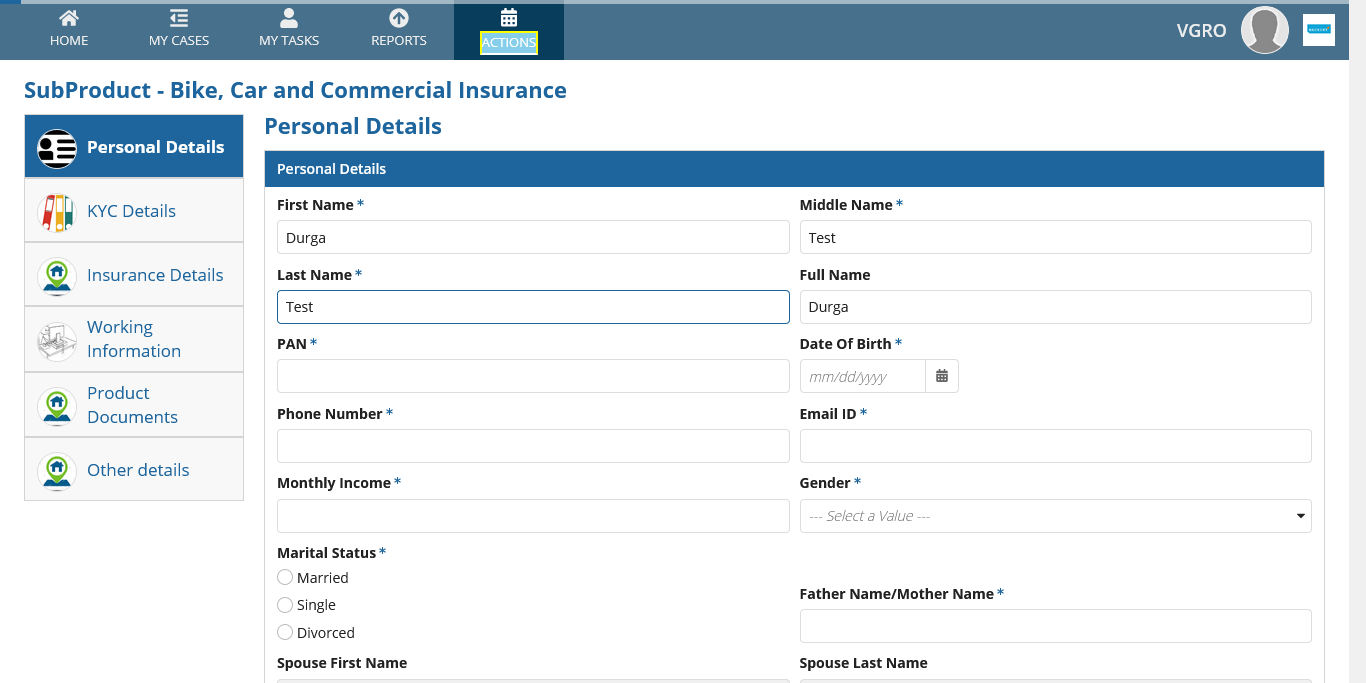 HOME
MY CASES
MY TASKS
REPORTS
ACTIONS
VGRO
SubProduct - Bike, Car and Commercial Insurance
Personal Details
KYC Details
Insurance Details
Working
Information
Product
Documents
Other details
Personal Details
Personal Details
First Name *
Middle Name *
Durga
Test
Last Name *
Full Name
Test
Durga
PAN *
Date Of Birth *
mm/dd/yyyy
Phone Number *
Email ID *
Monthly Income *
Gender *
--- Select a Value ---
Marital Status *
Married
Single
Divorced
Father Name/Mother Name *
Spouse First Name
Spouse Last Name